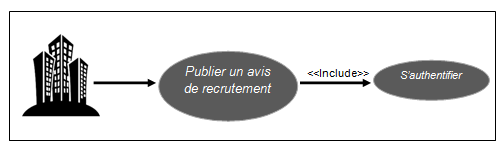 Publier un avis
de recrutement
<<Include>>
S'authentifier